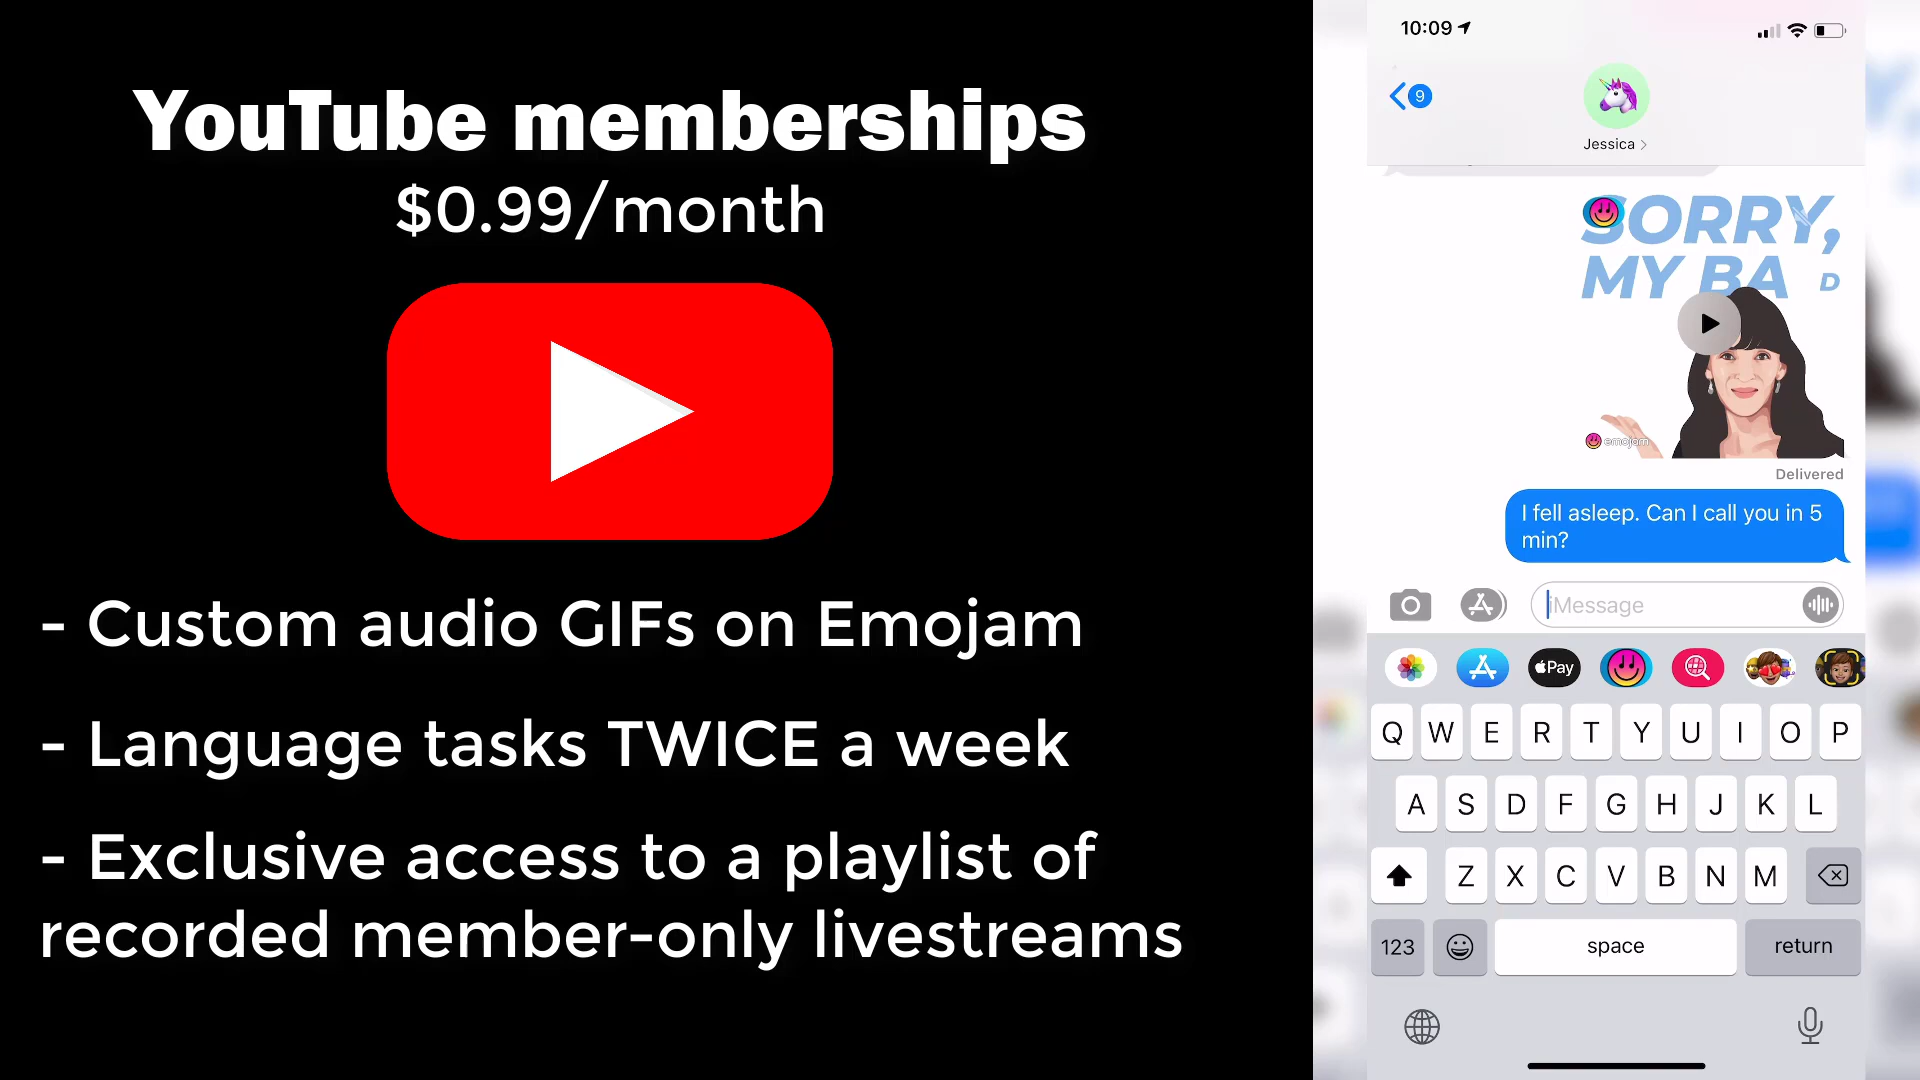 YouTube memberships
$0.99/month
- Custom audio GIFs on Emojam
- Language tasks TWICE a week
- Exclusive access to a playlist of
recorded member-only livestreams
10:09
9
Jessica
SORRY,
MY BA D
emojam
Delivered
I fell asleep. Can I call you in 5
min?
iMessage
Pay
Q W E R T Y U I O P
A S D F G H J K L
Z X C V B N M
123 space return